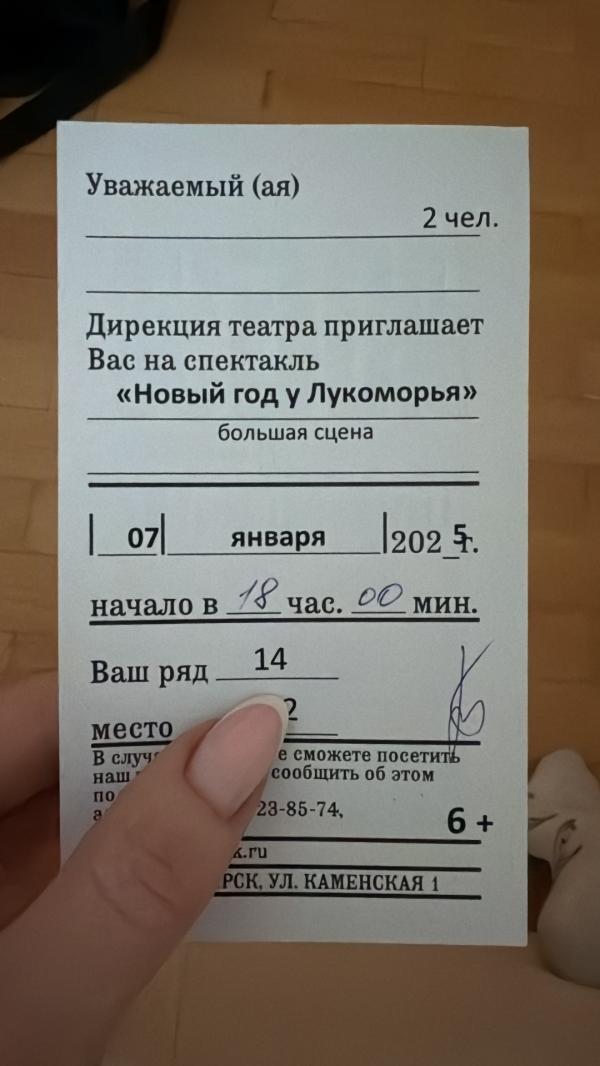 Уважаемый (ая)
2 чел.
Дирекция театра приглашает
Вас на спектакль
«Новый год у Лукоморья»
большая сцена
07 января 2025 г.
начало в 18 час. 00 мин.
Ваш ряд 14
место
В е сможете посетить
сообщить об этом
по
23-85-74,
6 +
к.ru
РСК, УЛ. КАМЕНСКАЯ 1